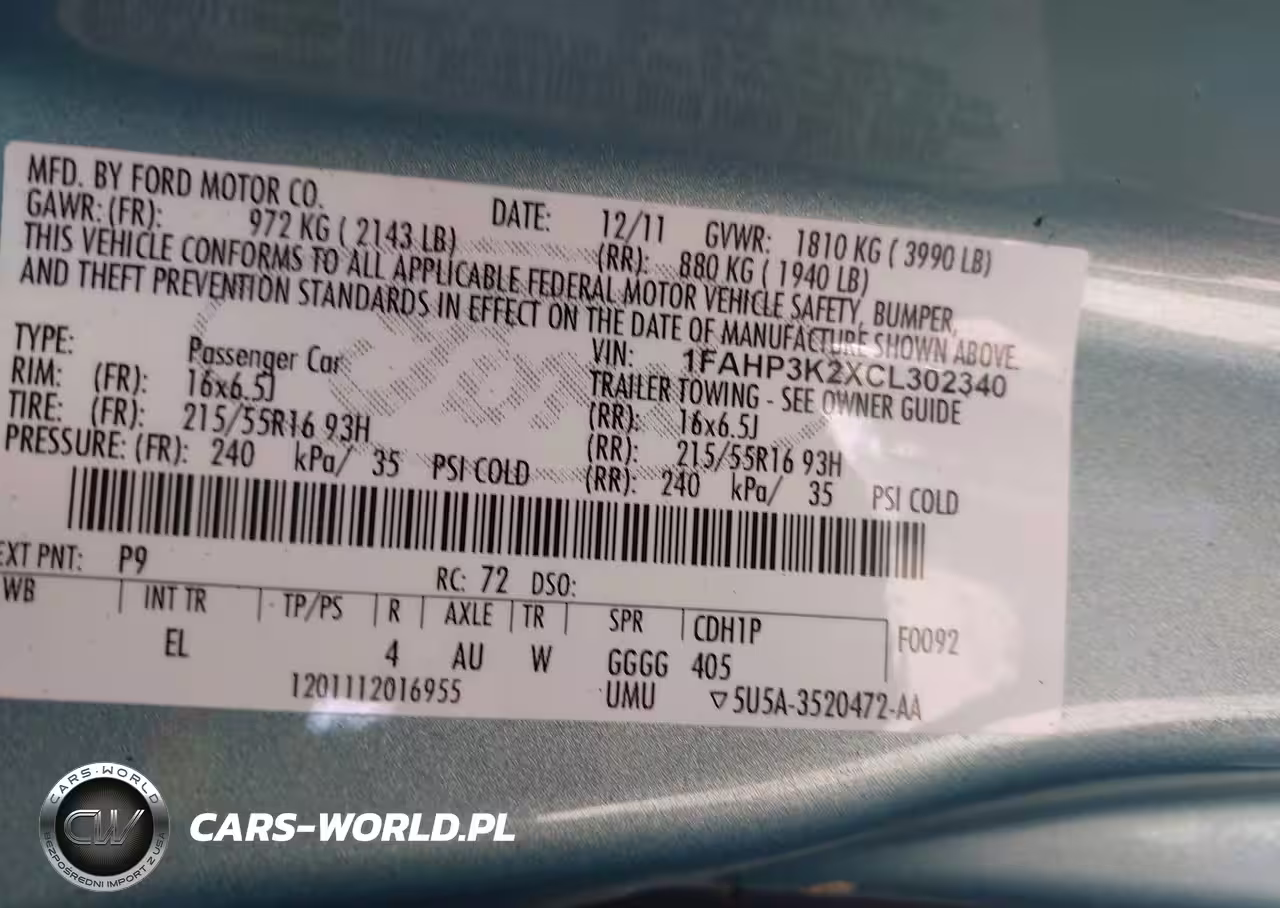 MFD. BY FORD MOTOR CO. DATE: 12/11 GVWR: 1810 KG ( 3990 LB)
GAWR: (FR): 972 KG ( 2143 LB) (RR): 880 KG ( 1940 LB)
THIS VEHICLE CONFORMS TO ALL APPLICABLE FEDERAL MOTOR VEHICLE SAFETY, BUMPER,
AND THEFT PREVENTION STANDARDS IN EFFECT ON THE DATE OF MANUFACTURE SHOWN ABOVE.
VIN: 1FAHP3K2XCL302340
TYPE: Passenger Car TRAILER TOWING - SEE OWNER GUIDE
RIM: (FR): 16x6.5J (RR): 16x6.5J
TIRE: (FR): 215/55R16 93H (RR): 215/55R16 93H
PRESSURE: (FR): 240 kPa/ 35 PSI COLD (RR): 240 kPa/ 35 PSI COLD
EXT PNT: P9 RC: 72 DSO:
WB INT TR TP/PS R AXLE TR SPR CDH1P F0092
EL 4 AU W GGGG 405
1201112016955 UMU ▽5U5A-3520472-AA
CARS-WORLD
CW
BEZPOŚREDNI IMPORT Z USA
CARS-WORLD.PL